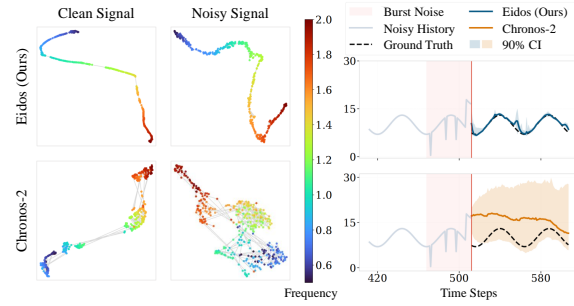 Clean Signal Noisy Signal
Eidos (Ours)
Chronos-2
2.0
1.8
1.6
1.4
1.2
1.0
0.8
0.6
Frequency
Burst Noise Eidos (Ours)
Noisy History Chronos-2
Ground Truth 90% CI
30
15
0
30
15
0
420 500 580
Time Steps